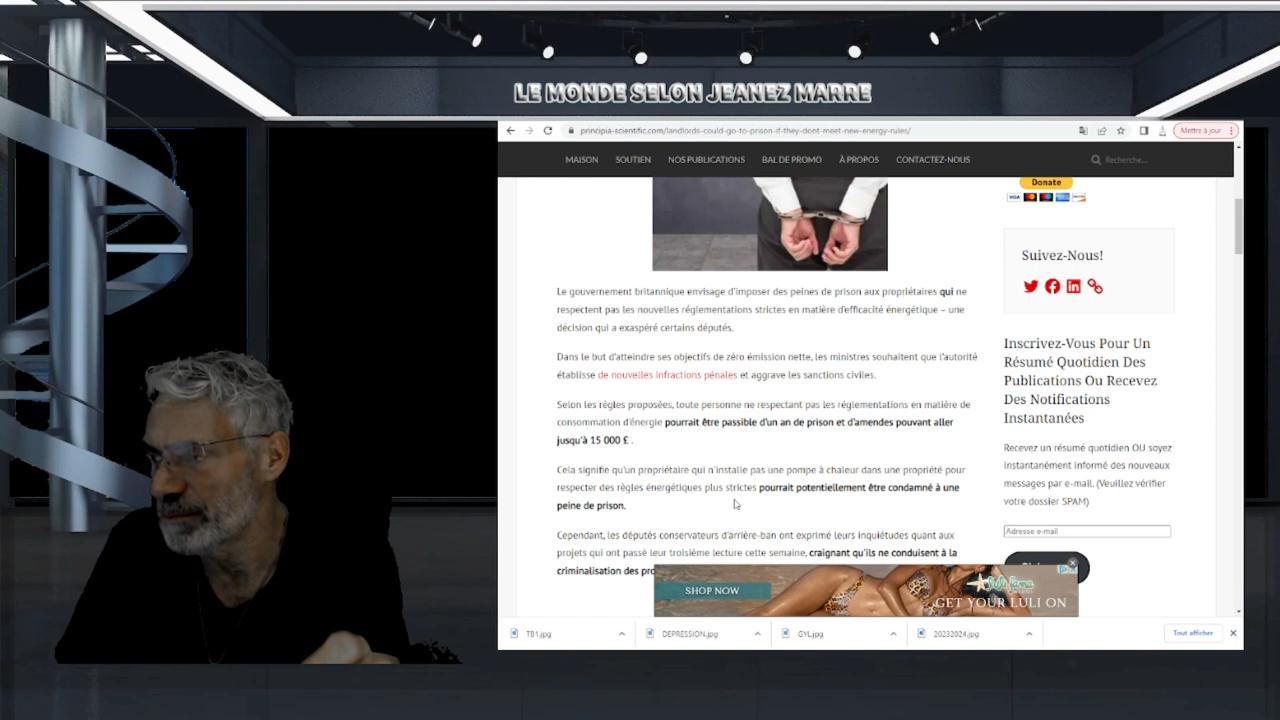 LE MONDE SELON JEANEZ MARRE
principia-scientific.com/landlords-could-go-to-prison-if-they-dont-meet-new-energy-rules/
Mettre à jour
MAISON SOUTIEN NOS PUBLICATIONS BAL DE PROMO À PROPOS CONTACTEZ-NOUS Recherche...
Donate
VISA
Suivez-Nous!
Le gouvernement britannique envisage d'imposer des peines de prison aux propriétaires qui ne
respectent pas les nouvelles réglementations strictes en matière d'efficacité énergétique – une
décision qui a exaspéré certains députés.
Dans le but d'atteindre ses objectifs de zéro émission nette, les ministres souhaitent que l'autorité
établisse de nouvelles infractions pénales et aggrave les sanctions civiles.
Selon les règles proposées, toute personne ne respectant pas les réglementations en matière de
consommation d'énergie pourrait être passible d'un an de prison et d'amendes pouvant aller
jusqu'à 15 000 £ .
Cela signifie qu'un propriétaire qui n'installe pas une pompe à chaleur dans une propriété pour
respecter des règles énergétiques plus strictes pourrait potentiellement être condamné à une
peine de prison.
Cependant, les députés conservateurs d'arrière-ban ont exprimé leurs inquiétudes quant aux
projets qui ont passé leur troisième lecture cette semaine, craignant qu'ils ne conduisent à la
criminalisation des
Inscrivez-Vous Pour Un
Résumé Quotidien Des
Publications Ou Recevez
Des Notifications
Instantanées
Recevez un résumé quotidien OU soyez
instantanément informé des nouveaux
messages par e-mail. (Veuillez vérifier
votre dossier SPAM)
Adresse e-mail
SHOP NOW
luli fama
GET YOUR LULI ON
TB1.jpg DEPRESSION.jpg GYL.jpg 20232024.jpg Tout afficher